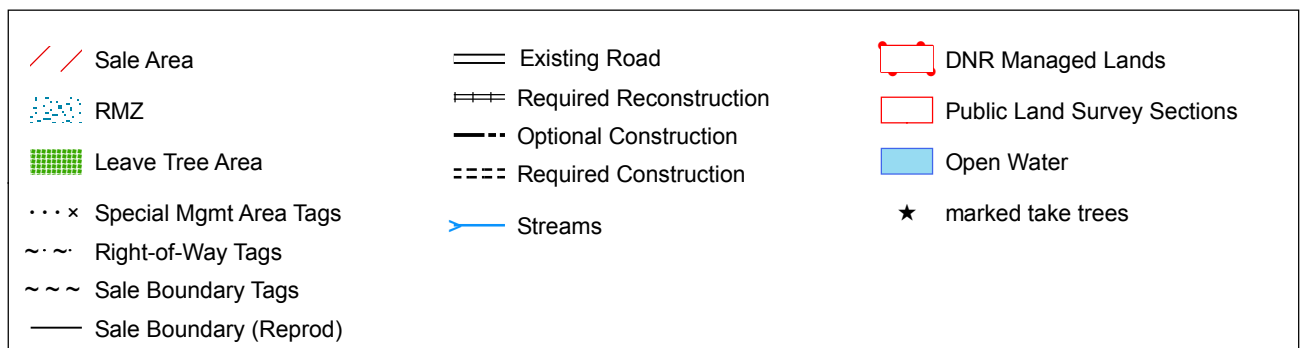 Sale Area
RMZ
Leave Tree Area
Special Mgmt Area Tags
Right-of-Way Tags
Sale Boundary Tags
Sale Boundary (Reprod)
Existing Road
Required Reconstruction
Optional Construction
Required Construction
Streams
DNR Managed Lands
Public Land Survey Sections
Open Water
marked take trees